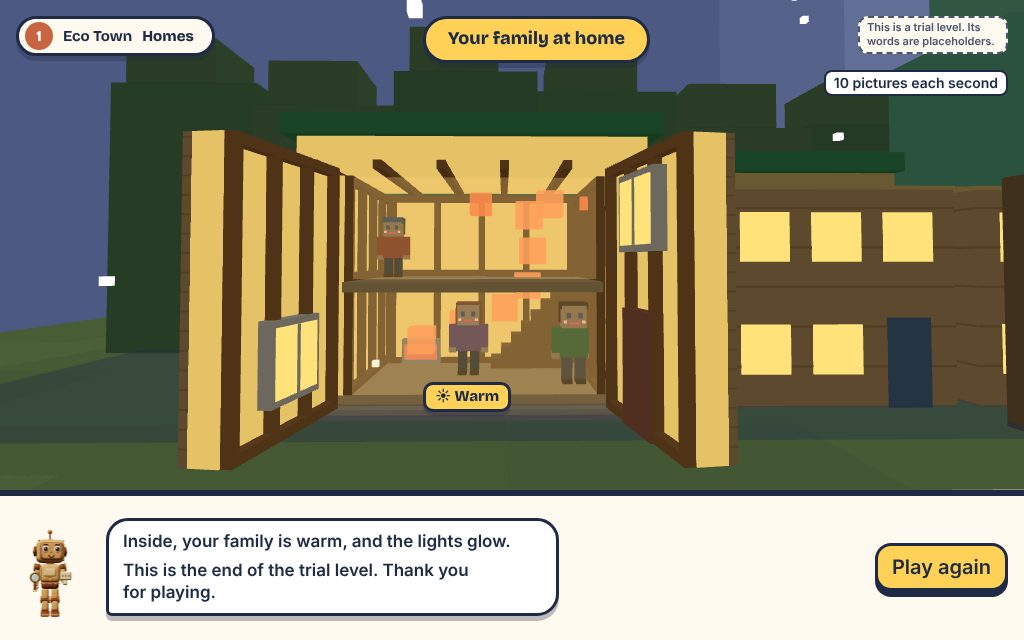 1 Eco Town Homes
Your family at home
This is a trial level. Its
words are placeholders.
10 pictures each second
Warm
Inside, your family is warm, and the lights glow.
This is the end of the trial level. Thank you
for playing.
Play again